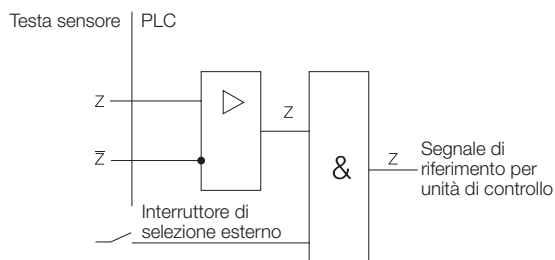 Testa sensore PLC
Z
Z
Z̅
&
Z
Segnale di
riferimento per
unità di controllo
Interruttore di
selezione esterno